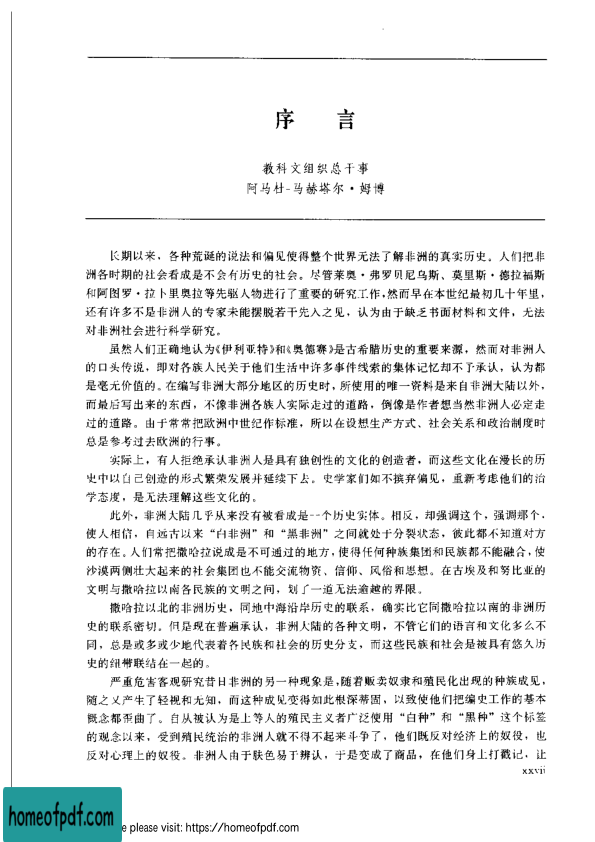 序 言
教科文组织总干事
阿马杜-马赫塔尔·姆博
长期以来，各种荒诞的说法和偏见使得整个世界无法了解非洲的真实历史。人们把非
洲各时期的社会看成是不会有历史的社会。尽管莱奥·弗罗贝尼乌斯、莫里斯·德拉福斯
和阿图罗·拉卜里奥拉等先驱人物进行了重要的研究工作，然而早在本世纪最初几十年里，
还有许多不是非洲人的专家未能摆脱若干先入之见，认为由于缺乏书面材料和文件，无法
对非洲社会进行科学研究。
虽然人们正确地认为《伊利亚特》和《奥德赛》是古希腊历史的重要来源，然而对非洲人
的口头传说，即对各族人民关于他们生活中许多事件线索的集体记忆却不予承认，认为都
是毫无价值的。在编写非洲大部分地区的历史时，所使用的唯一资料是来自非洲大陆以外，
而最后写出来的东西，不像非洲各族人实际走过的道路，倒像是作者想当然非洲人必定走
过的道路。由于常常把欧洲中世纪作标准，所以在设想生产方式、社会关系和政治制度时
总是参考过去欧洲的行事。
实际上，有人拒绝承认非洲人是具有独创性的文化的创造者，而这些文化在漫长的历
史中以自己创造的形式繁荣发展并延续下去。史学家们如不摈弃偏见，重新考虑他们的治
学态度，是无法理解这些文化的。
此外，非洲大陆几乎从来没有被看成是一个历史实体。相反，却强调这个，强调那个，
使人相信，自远古以来“白非洲”和“黑非洲”之间就处于分裂状态，彼此都不知道对方
的存在。人们常把撒哈拉说成是不可通过的地方，使得任何种族集团和民族都不能融合，使
沙漠两侧壮大起来的社会集团也不能交流物资、信仰、风俗和思想。在古埃及和努比亚的
文明与撒哈拉以南各民族的文明之间，划了一道无法逾越的界限。
撒哈拉以北的非洲历史，同地中海沿岸历史的联系，确实比它同撒哈拉以南的非洲历
史的联系密切。但是现在普遍承认，非洲大陆的各种文明，不管它们的语言和文化多么不
同，总是或多或少地代表着各民族和社会的历史分支，而这些民族和社会是被具有悠久历
史的纽带联结在一起的。
严重危害客观研究昔日非洲的另一种现象是，随着贩卖奴隶和殖民化出现的种族成见，
随之又产生了轻视和无知，而这种成见变得如此根深蒂固，以致使他们把编史工作的基本
概念都歪曲了。自从被认为是上等人的殖民主义者广泛使用“白种”和“黑种”这个标签
的观念以来，受到殖民统治的非洲人就不得不起来斗争了，他们既反对经济上的奴役，也
反对心理上的奴役。非洲人由于肤色易于辨认，于是变成了商品，在他们身上打戳记，让
xxvii
homeofpdf.com
e please visit: https://homeofpdf.com